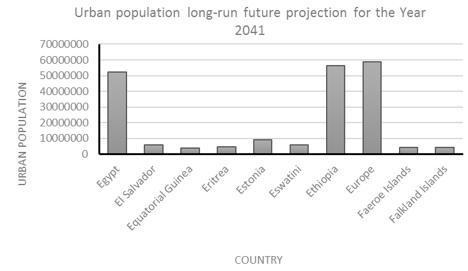 Urban population long-run future projection for the Year
2041
70000000
60000000
50000000
40000000
30000000
20000000
10000000
0
URBAN POPULATION
Egypt
El Salvador
Equatorial Guinea
Eritrea
Estonia
Eswatini
Ethiopia
Europe
Faeroe Islands
Falkland Islands
COUNTRY